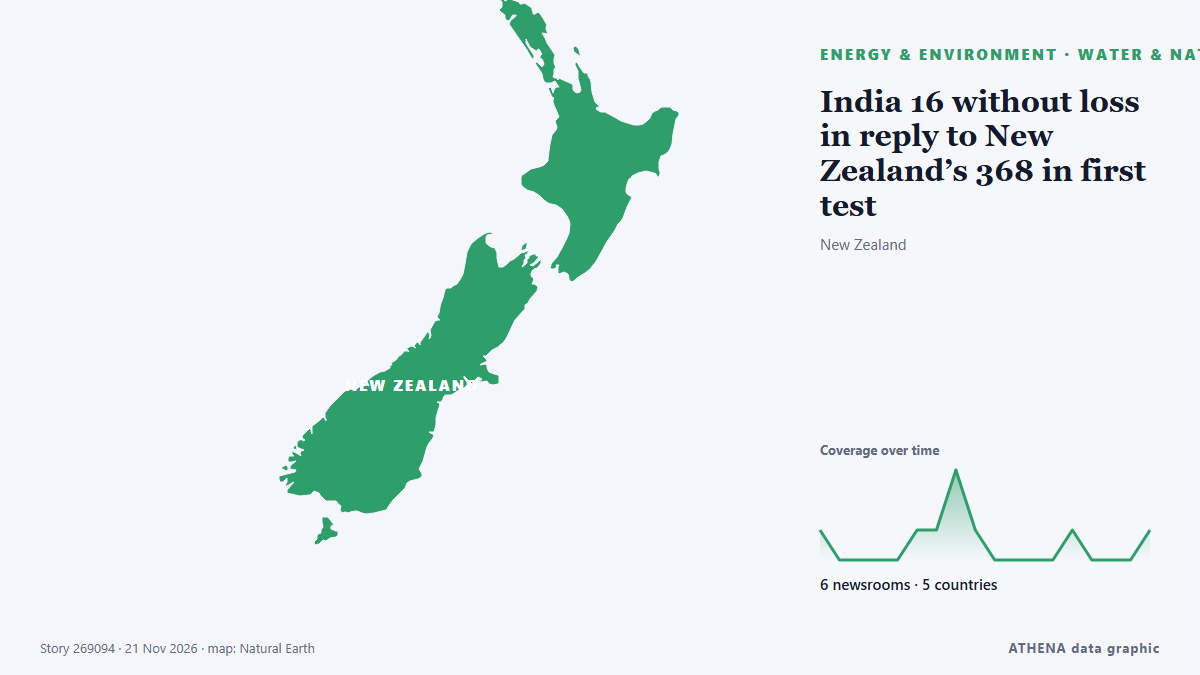 ENERGY & ENVIRONMENT · WATER & NAT
India 16 without loss
in reply to New
Zealand’s 368 in first
test
New Zealand
NEW ZEALAND
Coverage over time
6 newsrooms · 5 countries
Story 269094 · 21 Nov 2026 · map: Natural Earth
ATHENA data graphic